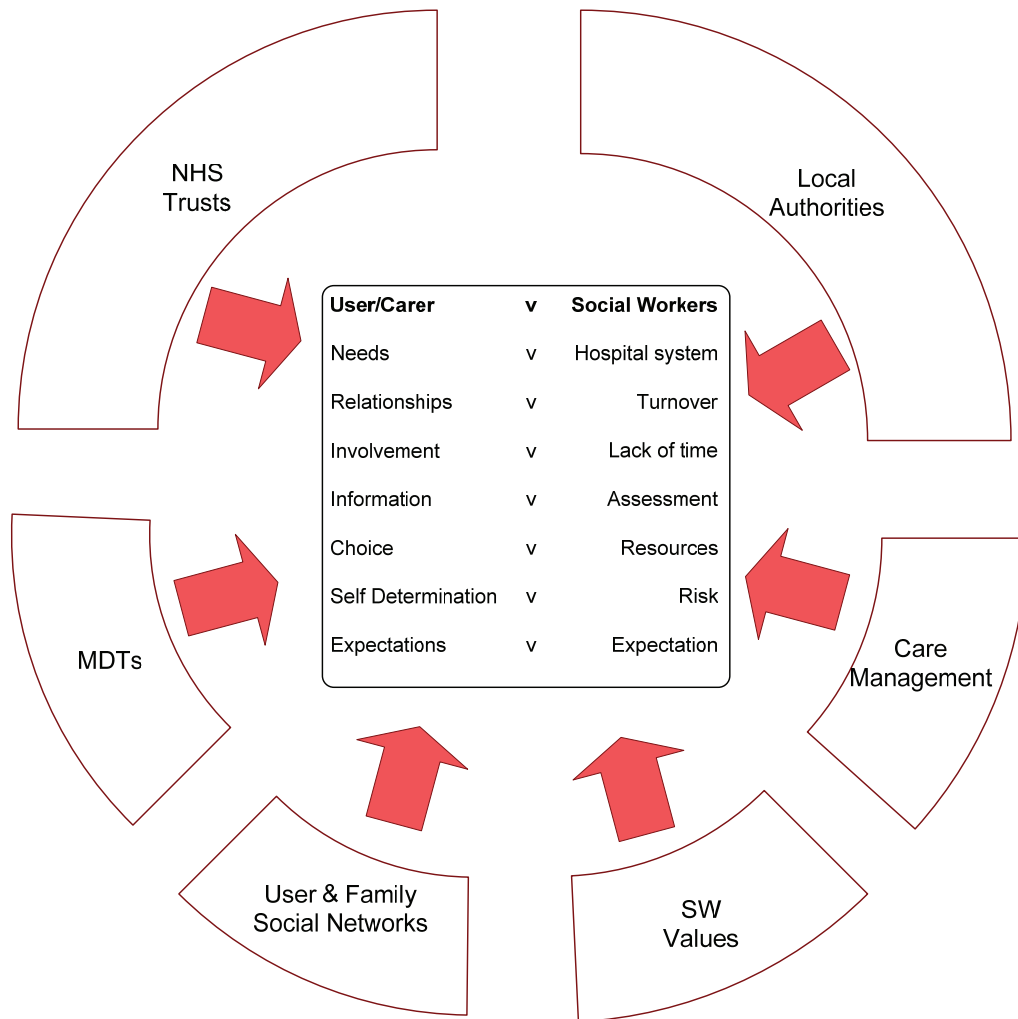 NHS
Trusts
Local
Authorities
User/Carer v Social Workers
Needs v Hospital system
Relationships v Turnover
Involvement v Lack of time
Information v Assessment
Choice v Resources
Self Determination v Risk
Expectations v Expectation
MDTs
Care
Management
User & Family
Social Networks
SW
Values